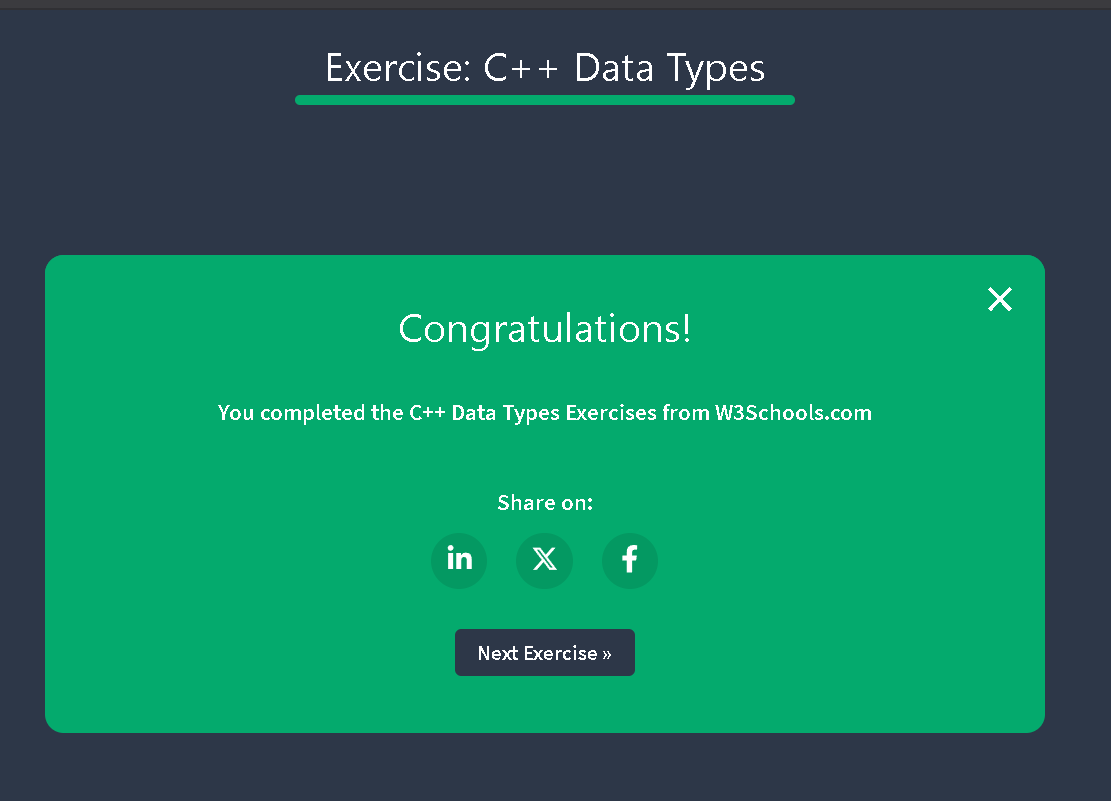 Exercise: C++ Data Types
Congratulations!
You completed the C++ Data Types Exercises from W3Schools.com
Share on:
in
X
f
Next Exercise »